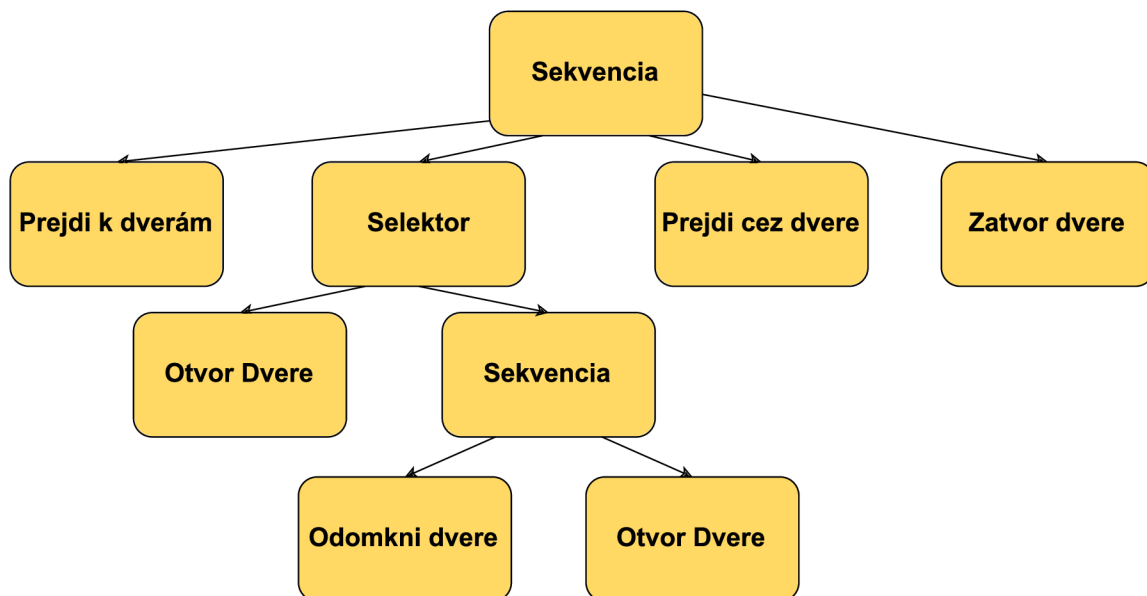 Sekvencia
Prejdi k dverám
Selektor
Prejdi cez dvere
Zatvor dvere
Otvor Dvere
Sekvencia
Odomkni dvere
Otvor Dvere